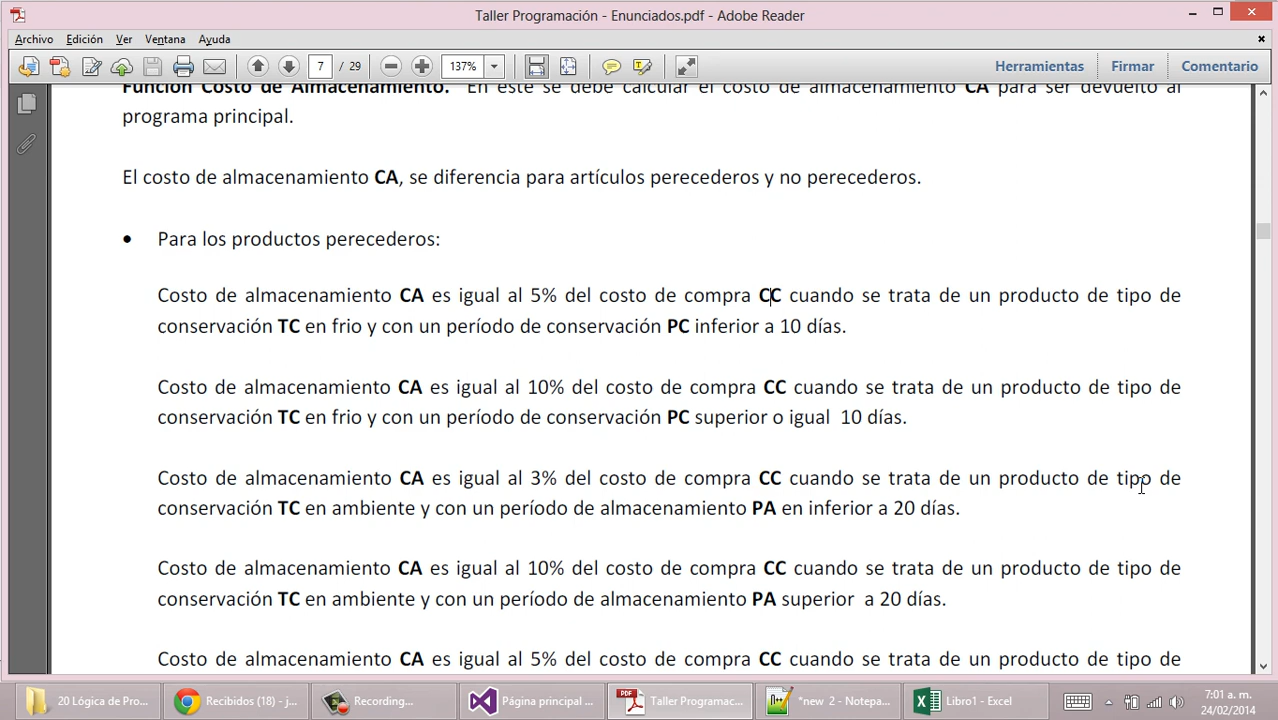 Taller Programación - Enunciados.pdf - Adobe Reader
Archivo Edición Ver Ventana Ayuda
7 / 29 137% Herramientas Firmar Comentario
Función Costo de Almacenamiento. En este se debe calcular el costo de almacenamiento CA para ser devuelto al
programa principal.
El costo de almacenamiento CA, se diferencia para artículos perecederos y no perecederos.
• Para los productos perecederos:
Costo de almacenamiento CA es igual al 5% del costo de compra CC cuando se trata de un producto de tipo de
conservación TC en frio y con un período de conservación PC inferior a 10 días.
Costo de almacenamiento CA es igual al 10% del costo de compra CC cuando se trata de un producto de tipo de
conservación TC en frio y con un período de conservación PC superior o igual 10 días.
Costo de almacenamiento CA es igual al 3% del costo de compra CC cuando se trata de un producto de tipo de
conservación TC en ambiente y con un período de almacenamiento PA en inferior a 20 días.
Costo de almacenamiento CA es igual al 10% del costo de compra CC cuando se trata de un producto de tipo de
conservación TC en ambiente y con un período de almacenamiento PA superior a 20 días.
Costo de almacenamiento CA es igual al 5% del costo de compra CC cuando se trata de un producto de tipo de
20 Lógica de Pro... Recibidos (18) - j... Recording... Página principal ... Taller Programac... *new 2 - Notepa... Libro1 - Excel 7:01 a. m.
24/02/2014